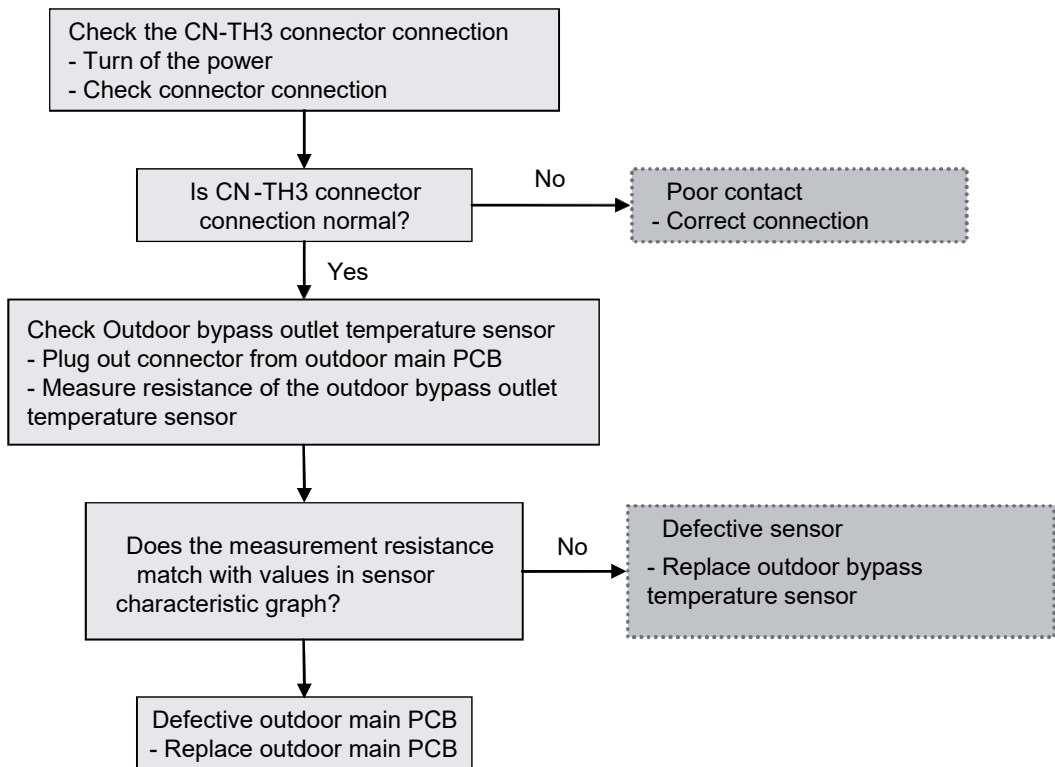 Check the CN-TH3 connector connection
- Turn of the power
- Check connector connection
Is CN-TH3 connector
connection normal?
No
Poor contact
- Correct connection
Yes
Check Outdoor bypass outlet temperature sensor
- Plug out connector from outdoor main PCB
- Measure resistance of the outdoor bypass outlet
temperature sensor
Does the measurement resistance
match with values in sensor
characteristic graph?
No
Defective sensor
- Replace outdoor bypass
temperature sensor
Defective outdoor main PCB
- Replace outdoor main PCB